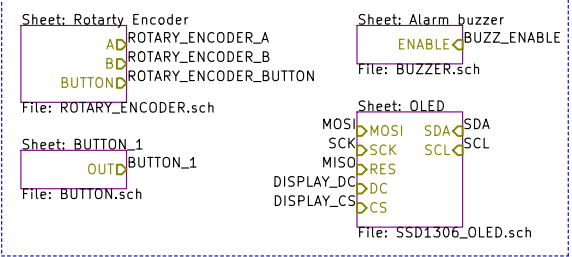 Sheet: Rotarty Encoder
A ROTARY_ENCODER_A
B ROTARY_ENCODER_B
BUTTON ROTARY_ENCODER_BUTTON
File: ROTARY_ENCODER.sch
Sheet: BUTTON_1
OUT BUTTON_1
File: BUTTON.sch
Sheet: Alarm buzzer
ENABLE BUZZ_ENABLE
File: BUZZER.sch
Sheet: OLED
MOSI MOSI SDA SDA
SCK SCK SCL SCL
MISO RES
DISPLAY_DC DC
DISPLAY_CS CS
File: SSD1306_OLED.sch